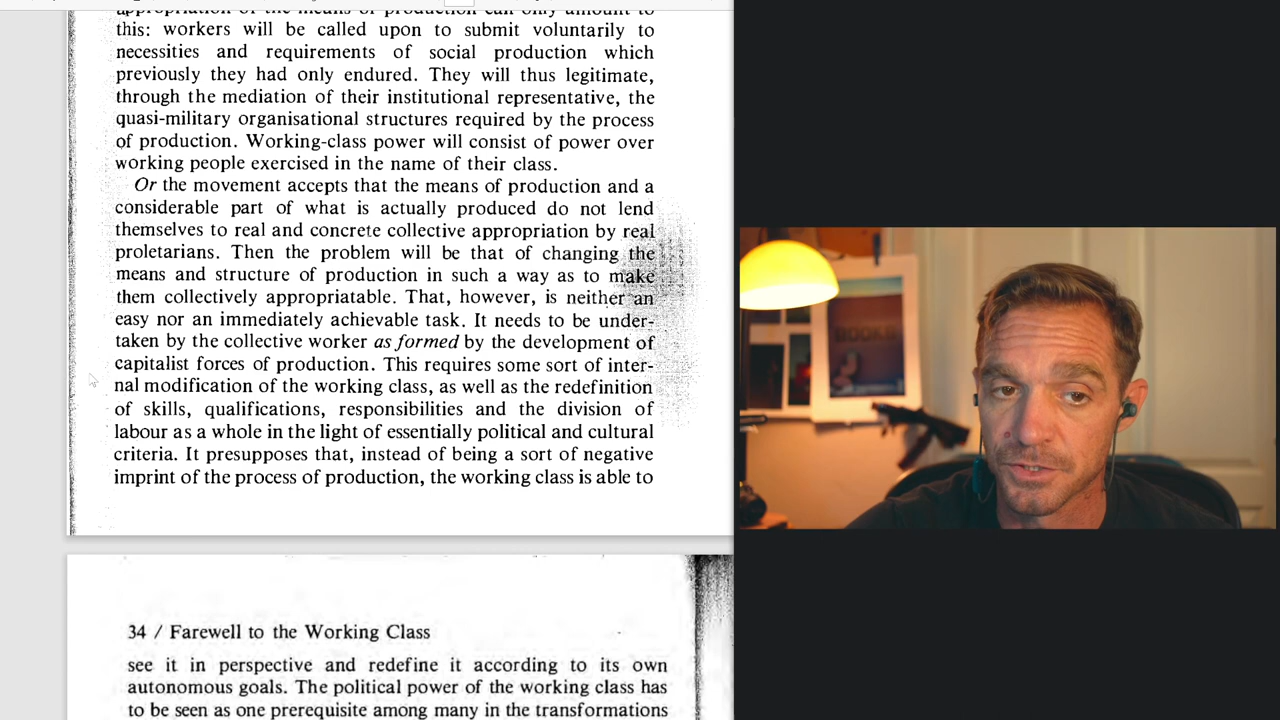 appropriation of the means of production can only amount to
this: workers will be called upon to submit voluntarily to
necessities and requirements of social production which
previously they had only endured. They will thus legitimate,
through the mediation of their institutional representative, the
quasi-military organisational structures required by the process
of production. Working-class power will consist of power over
working people exercised in the name of their class.
Or the movement accepts that the means of production and a
considerable part of what is actually produced do not lend
themselves to real and concrete collective appropriation by real
proletarians. Then the problem will be that of changing the
means and structure of production in such a way as to make
them collectively appropriatable. That, however, is neither an
easy nor an immediately achievable task. It needs to be under-
taken by the collective worker as formed by the development of
capitalist forces of production. This requires some sort of inter-
nal modification of the working class, as well as the redefinition
of skills, qualifications, responsibilities and the division of
labour as a whole in the light of essentially political and cultural
criteria. It presupposes that, instead of being a sort of negative
imprint of the process of production, the working class is able to
34 / Farewell to the Working Class
see it in perspective and redefine it according to its own
autonomous goals. The political power of the working class has
to be seen as one prerequisite among many in the transformations
BOOKS